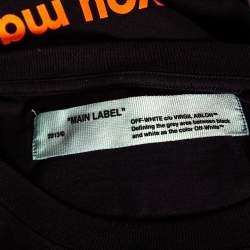 "MAIN LABEL"
OFF-WHITE c/o VIRGIL ABLOH™
Defining the grey area between black
and white as the color Off-White™